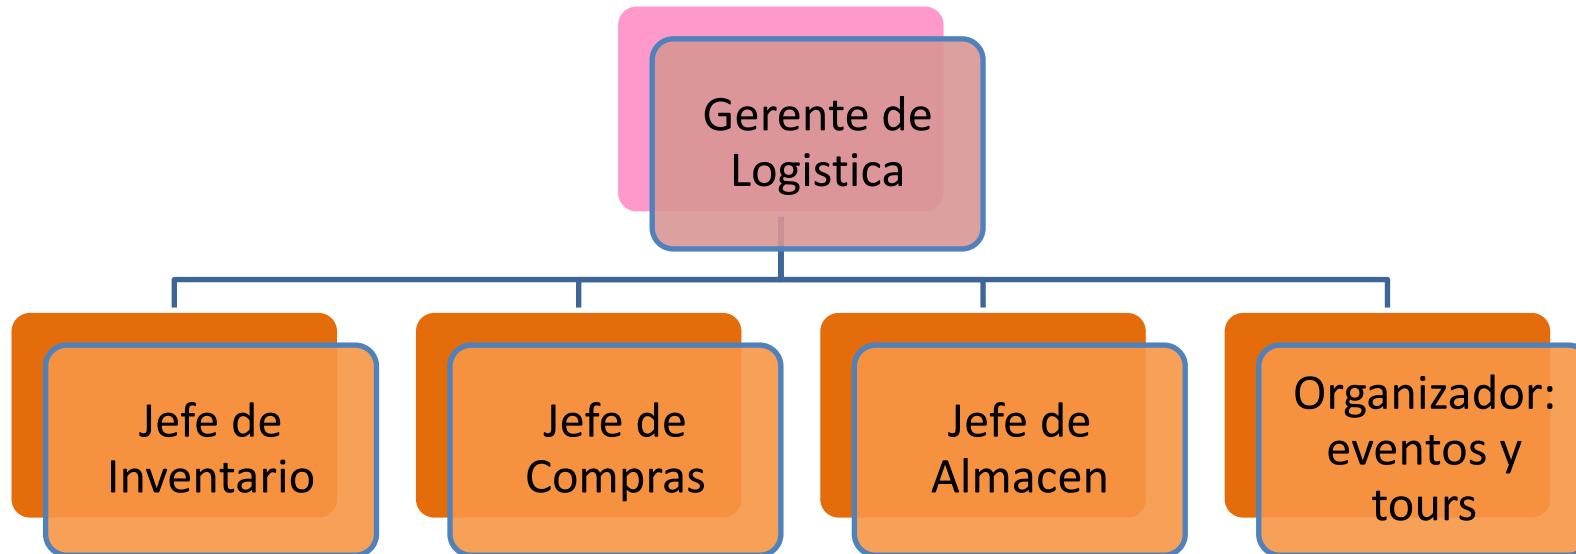 Gerente de
Logistica
Jefe de
Inventario
Jefe de
Compras
Jefe de
Almacen
Organizador:
eventos y
tours